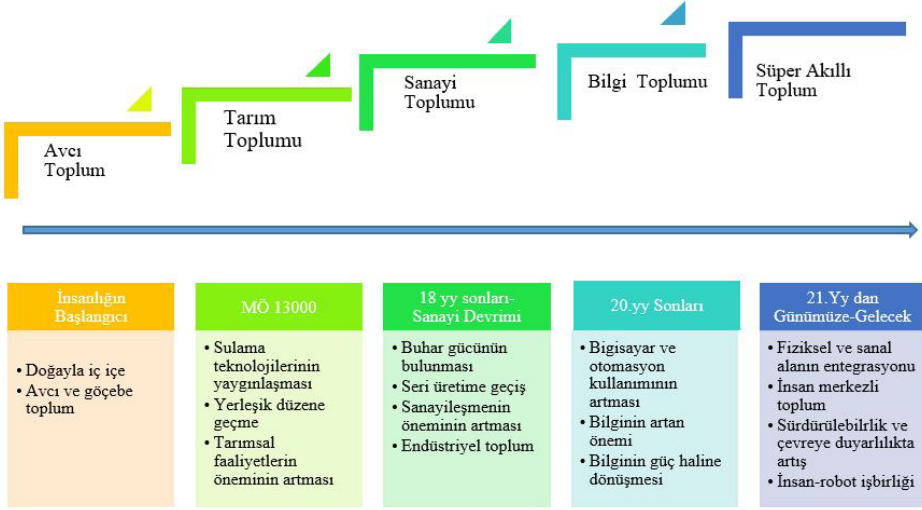 Avcı
Toplum
Tarım
Toplumu
Sanayi
Toplumu
Bilgi Toplumu
Süper Akıllı
Toplum
İnsanlığın
Başlangıcı
• Doğayla iç içe
• Avcı ve göçebe
toplum
MÖ 13000
• Sulama
teknolojilerinin
yaygınlaşması
• Yerleşik düzene
geçme
• Tarımsal
faaliyetlerin
öneminin artması
18 yy sonları-
Sanayi Devrimi
• Buhar gücünün
bulunması
• Seri üretime geçiş
• Sanayileşmenin
öneminin artması
• Endüstriyel toplum
20.yy Sonları
• Bigisayar ve
otomasyon
kullanımının
artması
• Bilginin artan
önemi
• Bilginin güç haline
dönüşmesi
21.Yy dan
Günümüze-Gelecek
• Fiziksel ve sanal
alanın entegrasyonu
• İnsan merkezli
toplum
• Sürdürülebilrlik ve
çevreye duyarlılıkta
artış
• İnsan-robot işbirliği